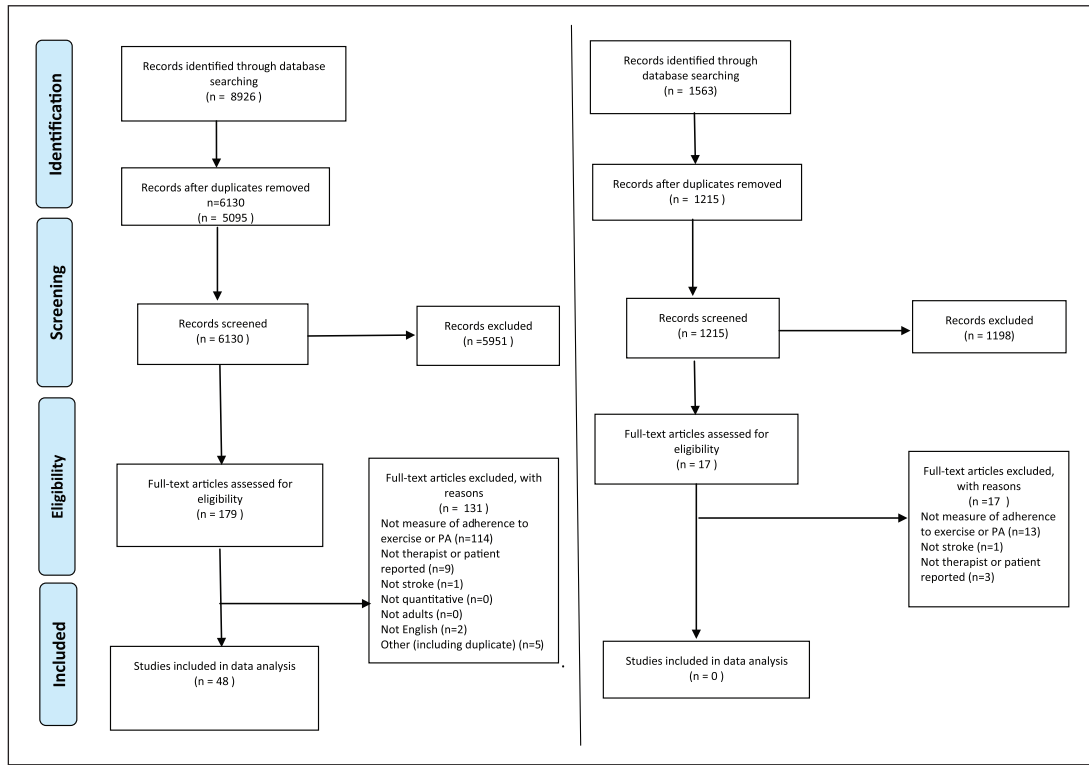 Identification
Screening
Eligibility
Included
Records identified through database
searching
(n = 8926 )
Records after duplicates removed
n=6130
(n = 5095 )
Records screened
(n = 6130 )
Records excluded
(n =5951 )
Full-text articles assessed for
eligibility
(n = 179 )
Full-text articles excluded, with
reasons
(n = 131 )
Not measure of adherence to
exercise or PA (n=114)
Not therapist or patient
reported (n=9)
Not stroke (n=1)
Not quantitative (n=0)
Not adults (n=0)
Not English (n=2)
Other (including duplicate) (n=5)
.
Studies included in data analysis
(n = 48 )
Records identified through
database searching
(n = 1563)
Records after duplicates removed
(n = 1215 )
Records screened
(n = 1215)
Records excluded
(n = 1198)
Full-text articles assessed for
eligibility
(n = 17 )
Full-text articles excluded,
with reasons
(n =17 )
Not measure of adherence
to exercise or PA (n=13)
Not stroke (n=1)
Not therapist or patient
reported (n=3)
Studies included in data analysis
(n = 0 )